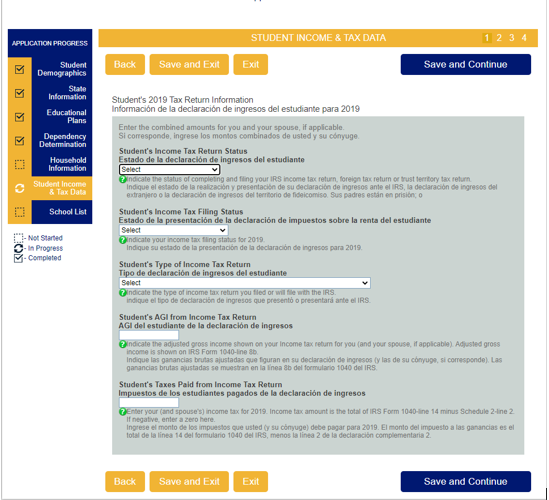 STUDENT INCOME & TAX DATA
1 2 3 4
APPLICATION PROGRESS
Student
Demographics
State
Information
Educational
Plans
Dependency
Determination
Household
Information
Student Income
& Tax Data
School List
- Not Started
- In Progress
- Completed
Back
Save and Exit
Exit
Save and Continue
Student's 2019 Tax Return Information
Información de la declaración de ingresos del estudiante para 2019
Enter the combined amounts for you and your spouse, if applicable.
Si corresponde, ingrese los montos combinados de usted y su cónyuge.
Student's Income Tax Return Status
Estado de la declaración de ingresos del estudiante
Select
Indicate the status of completing and filing your IRS income tax return, foreign tax return or trust territory tax return.
Indique el estado de la realización y presentación de su declaración de ingresos ante el IRS, la declaración de ingresos del
extranjero o la declaración de ingresos del territorio de fideicomiso. Sus padres están en prisión; o
Student's Income Tax Filing Status
Estado de la presentación de la declaración de impuestos sobre la renta del estudiante
Select
Indicate your income tax filing status for 2019.
Indique su estado de la presentación de la declaración de ingresos para 2019.
Student's Type of Income Tax Return
Tipo de declaración de ingresos del estudiante
Select
Indicate the type of income tax return you filed or will file with the IRS.
indique el tipo de declaración de ingresos que presentó o presentará ante el IRS.
Student's AGI from Income Tax Return
AGI del estudiante de la declaración de ingresos
Indicate the adjusted gross income shown on your Income tax return for you (and your spouse, if applicable). Adjusted gross
income is shown on IRS Form 1040-line 8b.
Indique las ganancias brutas ajustadas que figuran en su declaración de ingresos (y las de su cónyuge, si corresponde). Las
ganancias brutas ajustadas se muestran en la línea 8b del formulario 1040 del IRS.
Student's Taxes Paid from Income Tax Return
Impuestos de los estudiantes pagados de la declaración de ingresos
Enter your (and spouse's) income tax for 2019. Income tax amount is the total of IRS Form 1040-line 14 minus Schedule 2-line 2.
If negative, enter a zero here.
Ingrese el monto de los impuestos que usted (y su cónyuge) debe pagar para 2019. El monto del impuesto a las ganancias es el
total de la línea 14 del formulario 1040 del IRS, menos la línea 2 de la declaración complementaria 2.
Back
Save and Exit
Exit
Save and Continue